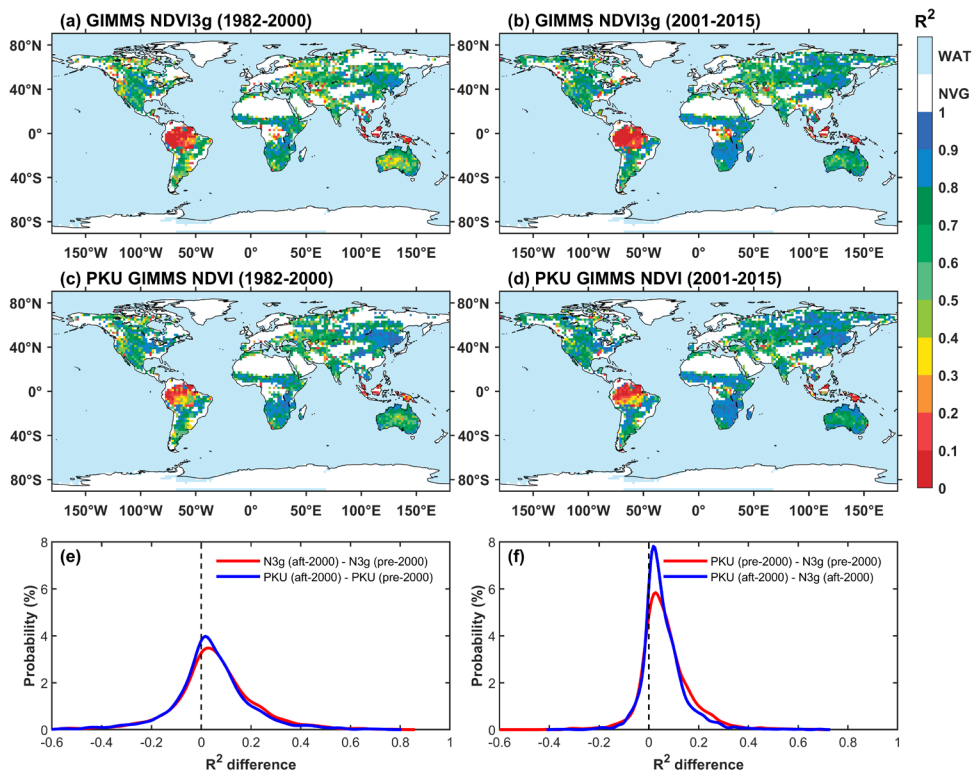 (a) GIMMS NDVI3g (1982-2000)
(b) GIMMS NDVI3g (2001-2015)
R²
80°N
40°N
0°
40°S
80°S
150°W 100°W 50°W 0° 50°E 100°E 150°E
80°N
40°N
0°
40°S
80°S
150°W 100°W 50°W 0° 50°E 100°E 150°E
WAT
NVG
1
0.9
0.8
0.7
0.6
0.5
0.4
0.3
0.2
0.1
0
(c) PKU GIMMS NDVI (1982-2000)
(d) PKU GIMMS NDVI (2001-2015)
80°N
40°N
0°
40°S
80°S
150°W 100°W 50°W 0° 50°E 100°E 150°E
80°N
40°N
0°
40°S
80°S
150°W 100°W 50°W 0° 50°E 100°E 150°E
(e)
N3g (aft-2000) - N3g (pre-2000)
PKU (aft-2000) - PKU (pre-2000)
Probability (%)
8
6
4
2
0
-0.6 -0.4 -0.2 0 0.2 0.4 0.6 0.8 1
R² difference
(f)
PKU (pre-2000) - N3g (pre-2000)
PKU (aft-2000) - N3g (aft-2000)
Probability (%)
8
6
4
2
0
-0.6 -0.4 -0.2 0 0.2 0.4 0.6 0.8 1
R² difference